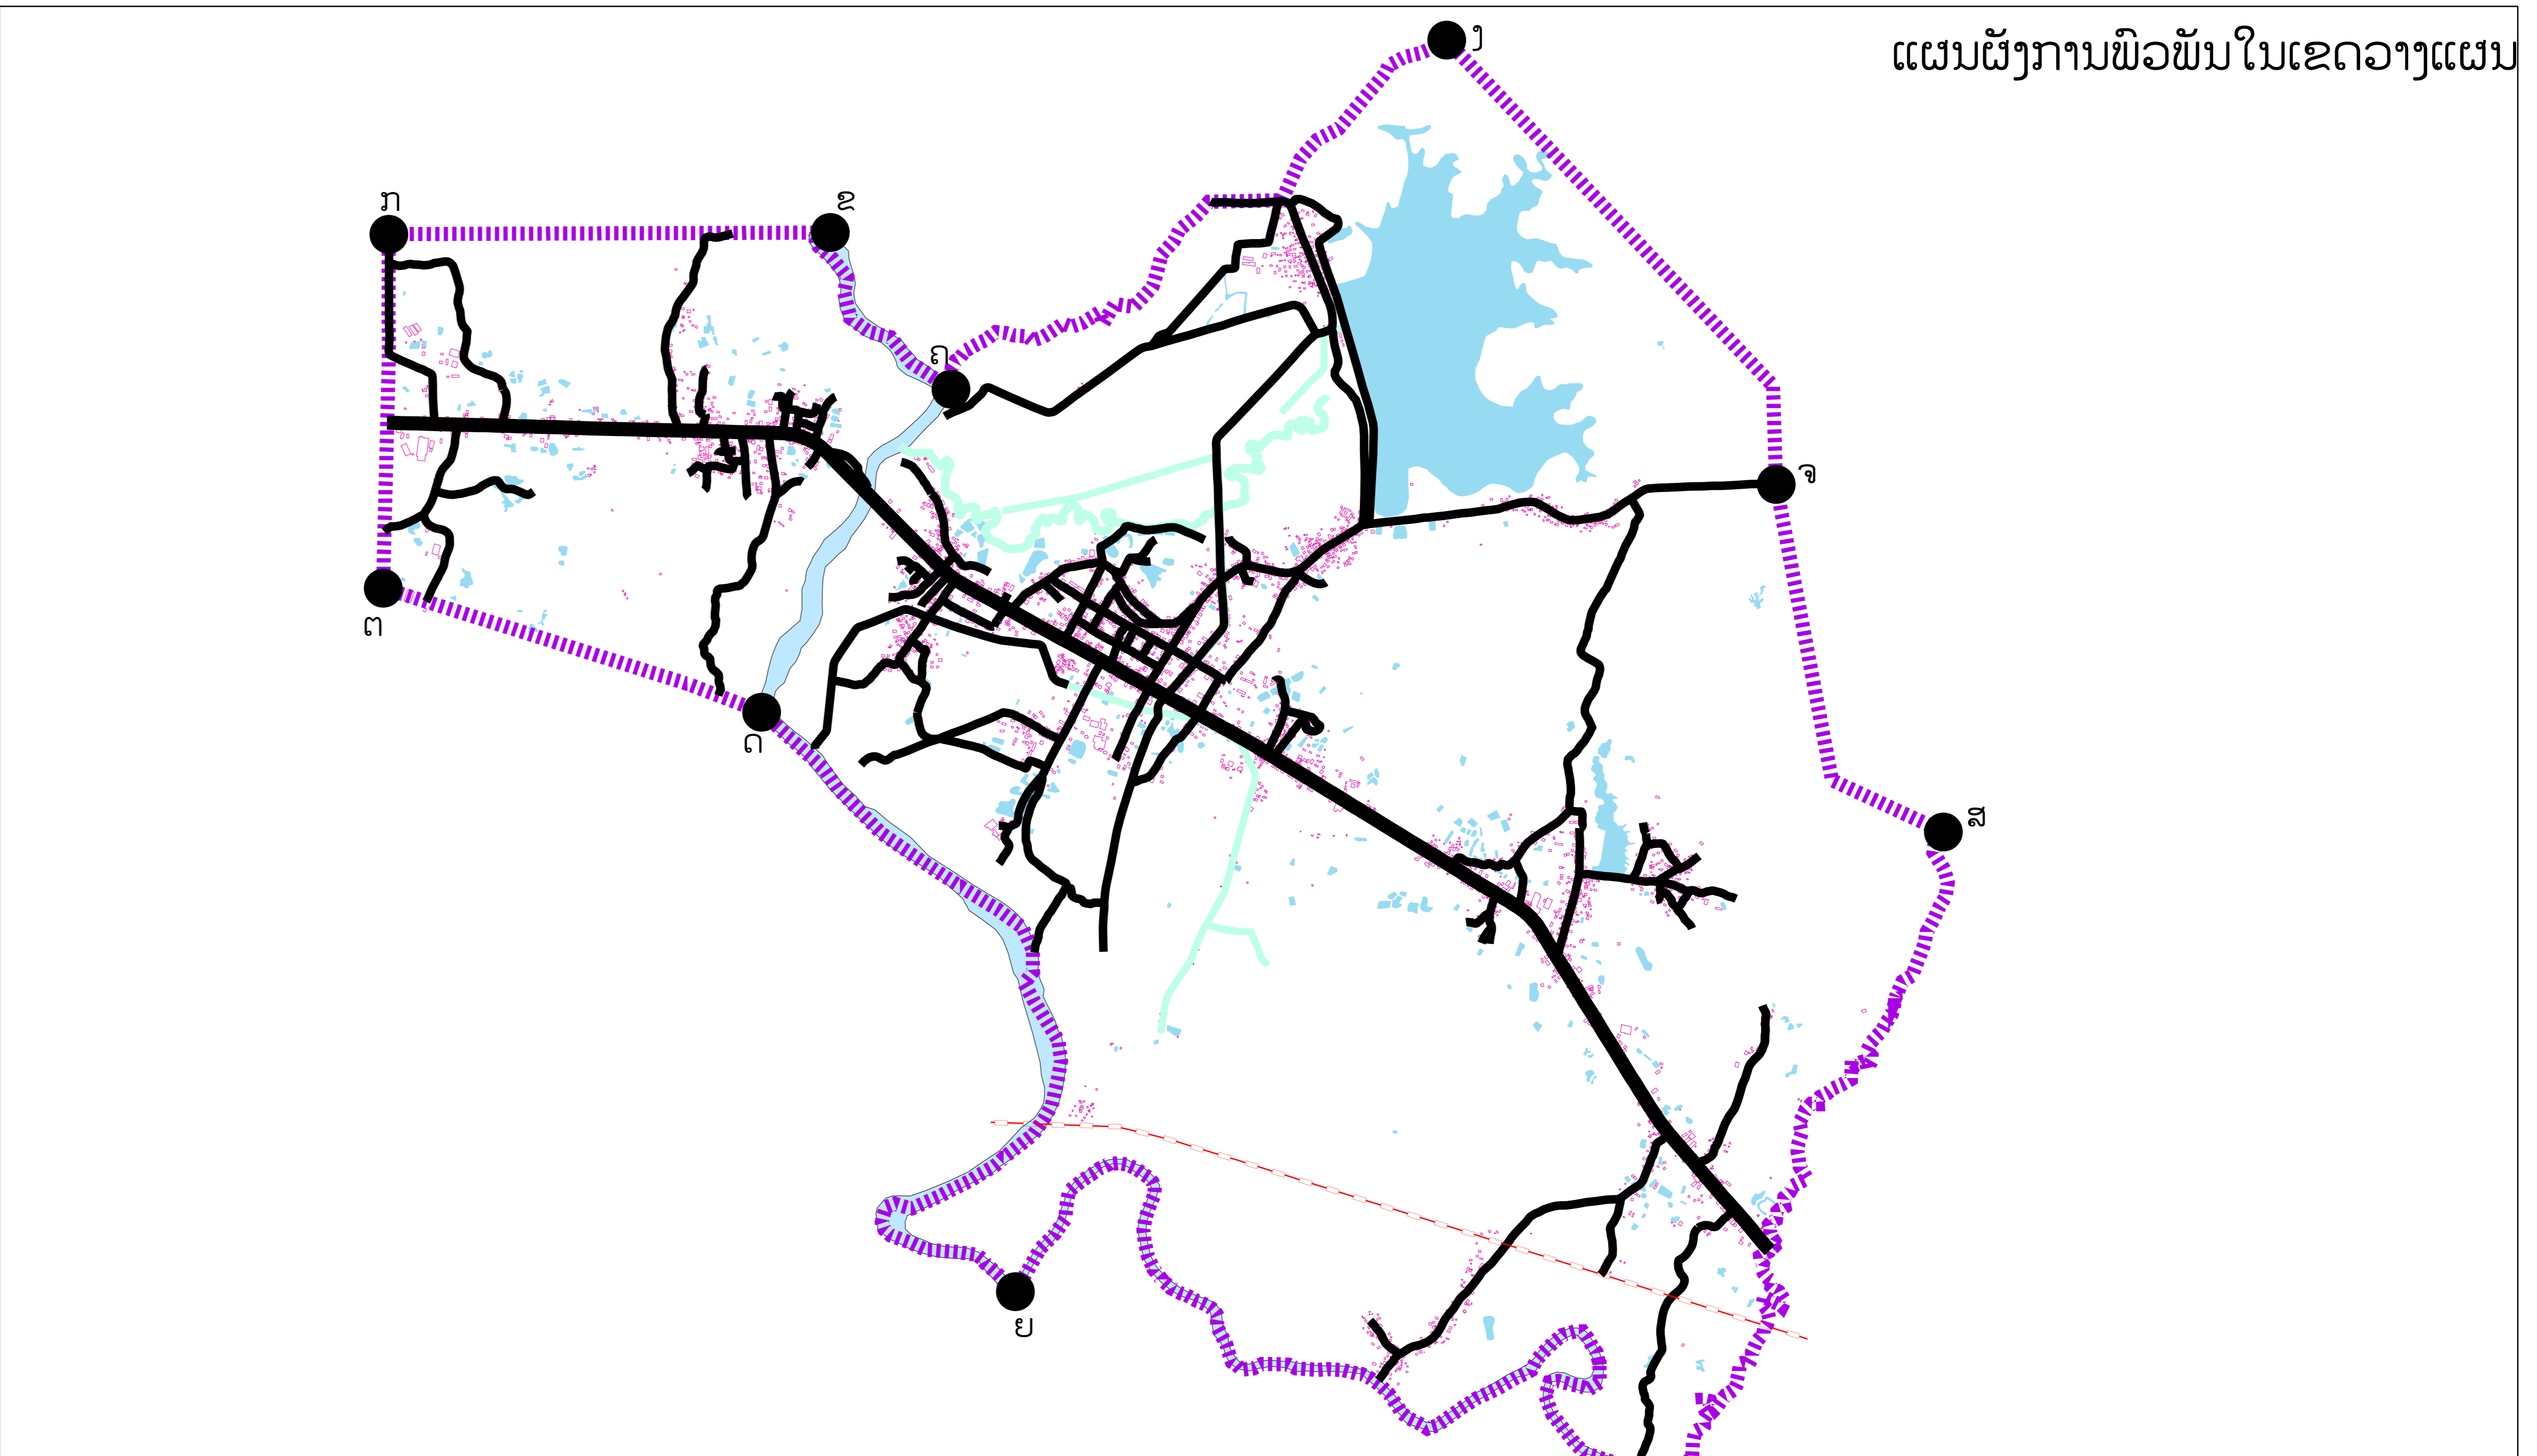 ງ
ແຜນຜັງການພົວພັນໃນເຂດວາງແຜນ
ກ
ຂ
ຄ
ຈ
ຕ
ດ
ສ
ຍ